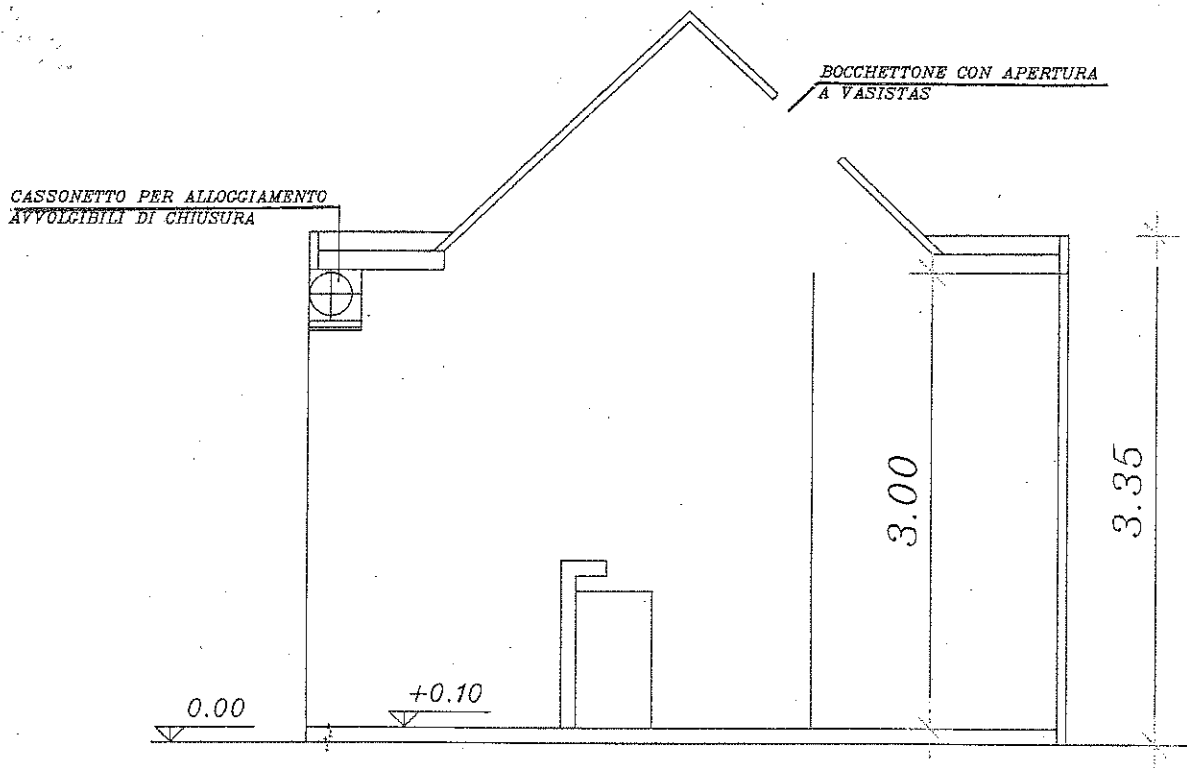 BOCCHETTONE CON APERTURA
A VASISTAS
CASSONETTO PER ALLOGGIAMENTO
AVVOLGIBILI DI CHIUSURA
3.00
3.35
0.00
+0.10